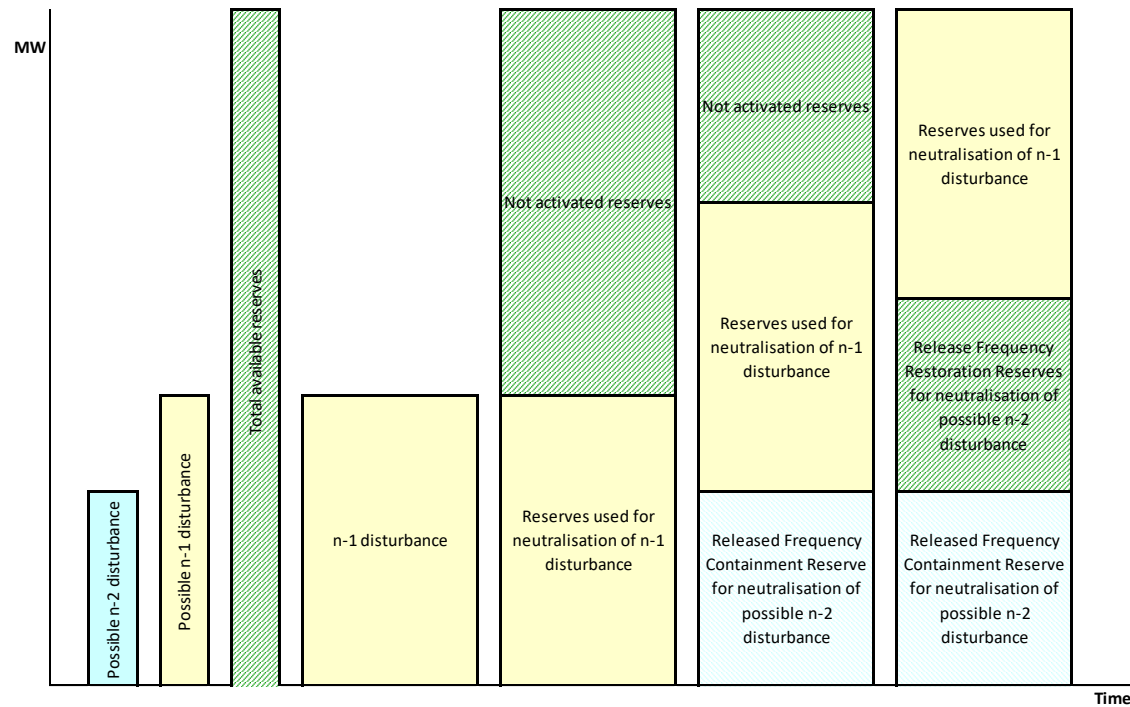 MW
Possible n-2 disturbance
Possible n-1 disturbance
Total available reserves
n-1 disturbance
Not activated reserves
Reserves used for
neutralisation of n-1
disturbance
Not activated reserves
Reserves used for
neutralisation of n-1
disturbance
Released Frequency
Containment Reserve
for neutralisation of
possible n-2
disturbance
Reserves used for
neutralisation of n-1
disturbance
Release Frequency
Restoration Reserves
for neutralisation of
possible n-2
disturbance
Released Frequency
Containment Reserve
for neutralisation of
possible n-2
disturbance
Time